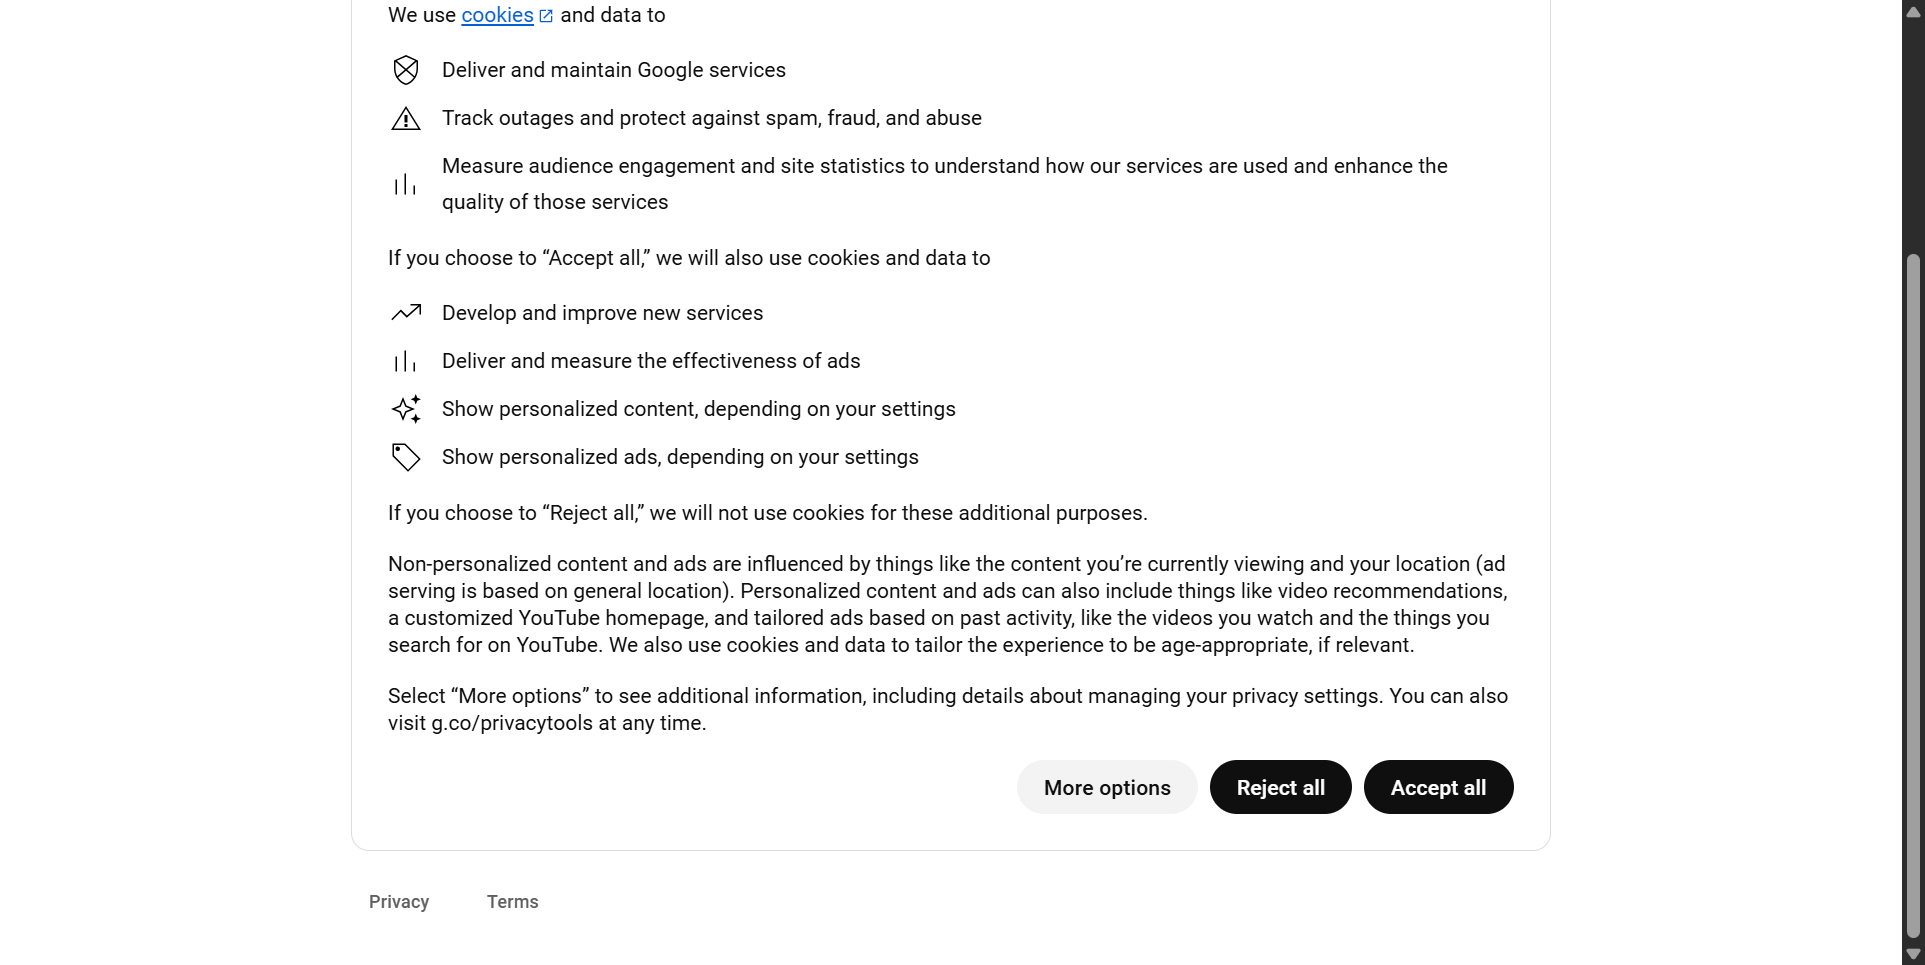 We use cookies and data to
Deliver and maintain Google services
Track outages and protect against spam, fraud, and abuse
Measure audience engagement and site statistics to understand how our services are used and enhance the
quality of those services
If you choose to “Accept all,” we will also use cookies and data to
Develop and improve new services
Deliver and measure the effectiveness of ads
Show personalized content, depending on your settings
Show personalized ads, depending on your settings
If you choose to “Reject all,” we will not use cookies for these additional purposes.
Non-personalized content and ads are influenced by things like the content you’re currently viewing and your location (ad
serving is based on general location). Personalized content and ads can also include things like video recommendations,
a customized YouTube homepage, and tailored ads based on past activity, like the videos you watch and the things you
search for on YouTube. We also use cookies and data to tailor the experience to be age-appropriate, if relevant.
Select “More options” to see additional information, including details about managing your privacy settings. You can also
visit g.co/privacytools at any time.
More options Reject all Accept all
Privacy Terms